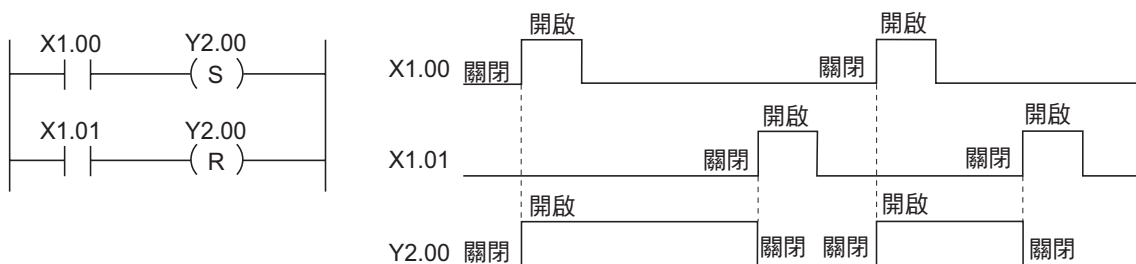 X1.00 Y2.00
S
X1.01 Y2.00
R
開啟 開啟
X1.00 關閉 關閉
開啟 開啟
X1.01 關閉 關閉
開啟 開啟
Y2.00 關閉 關閉 關閉 關閉